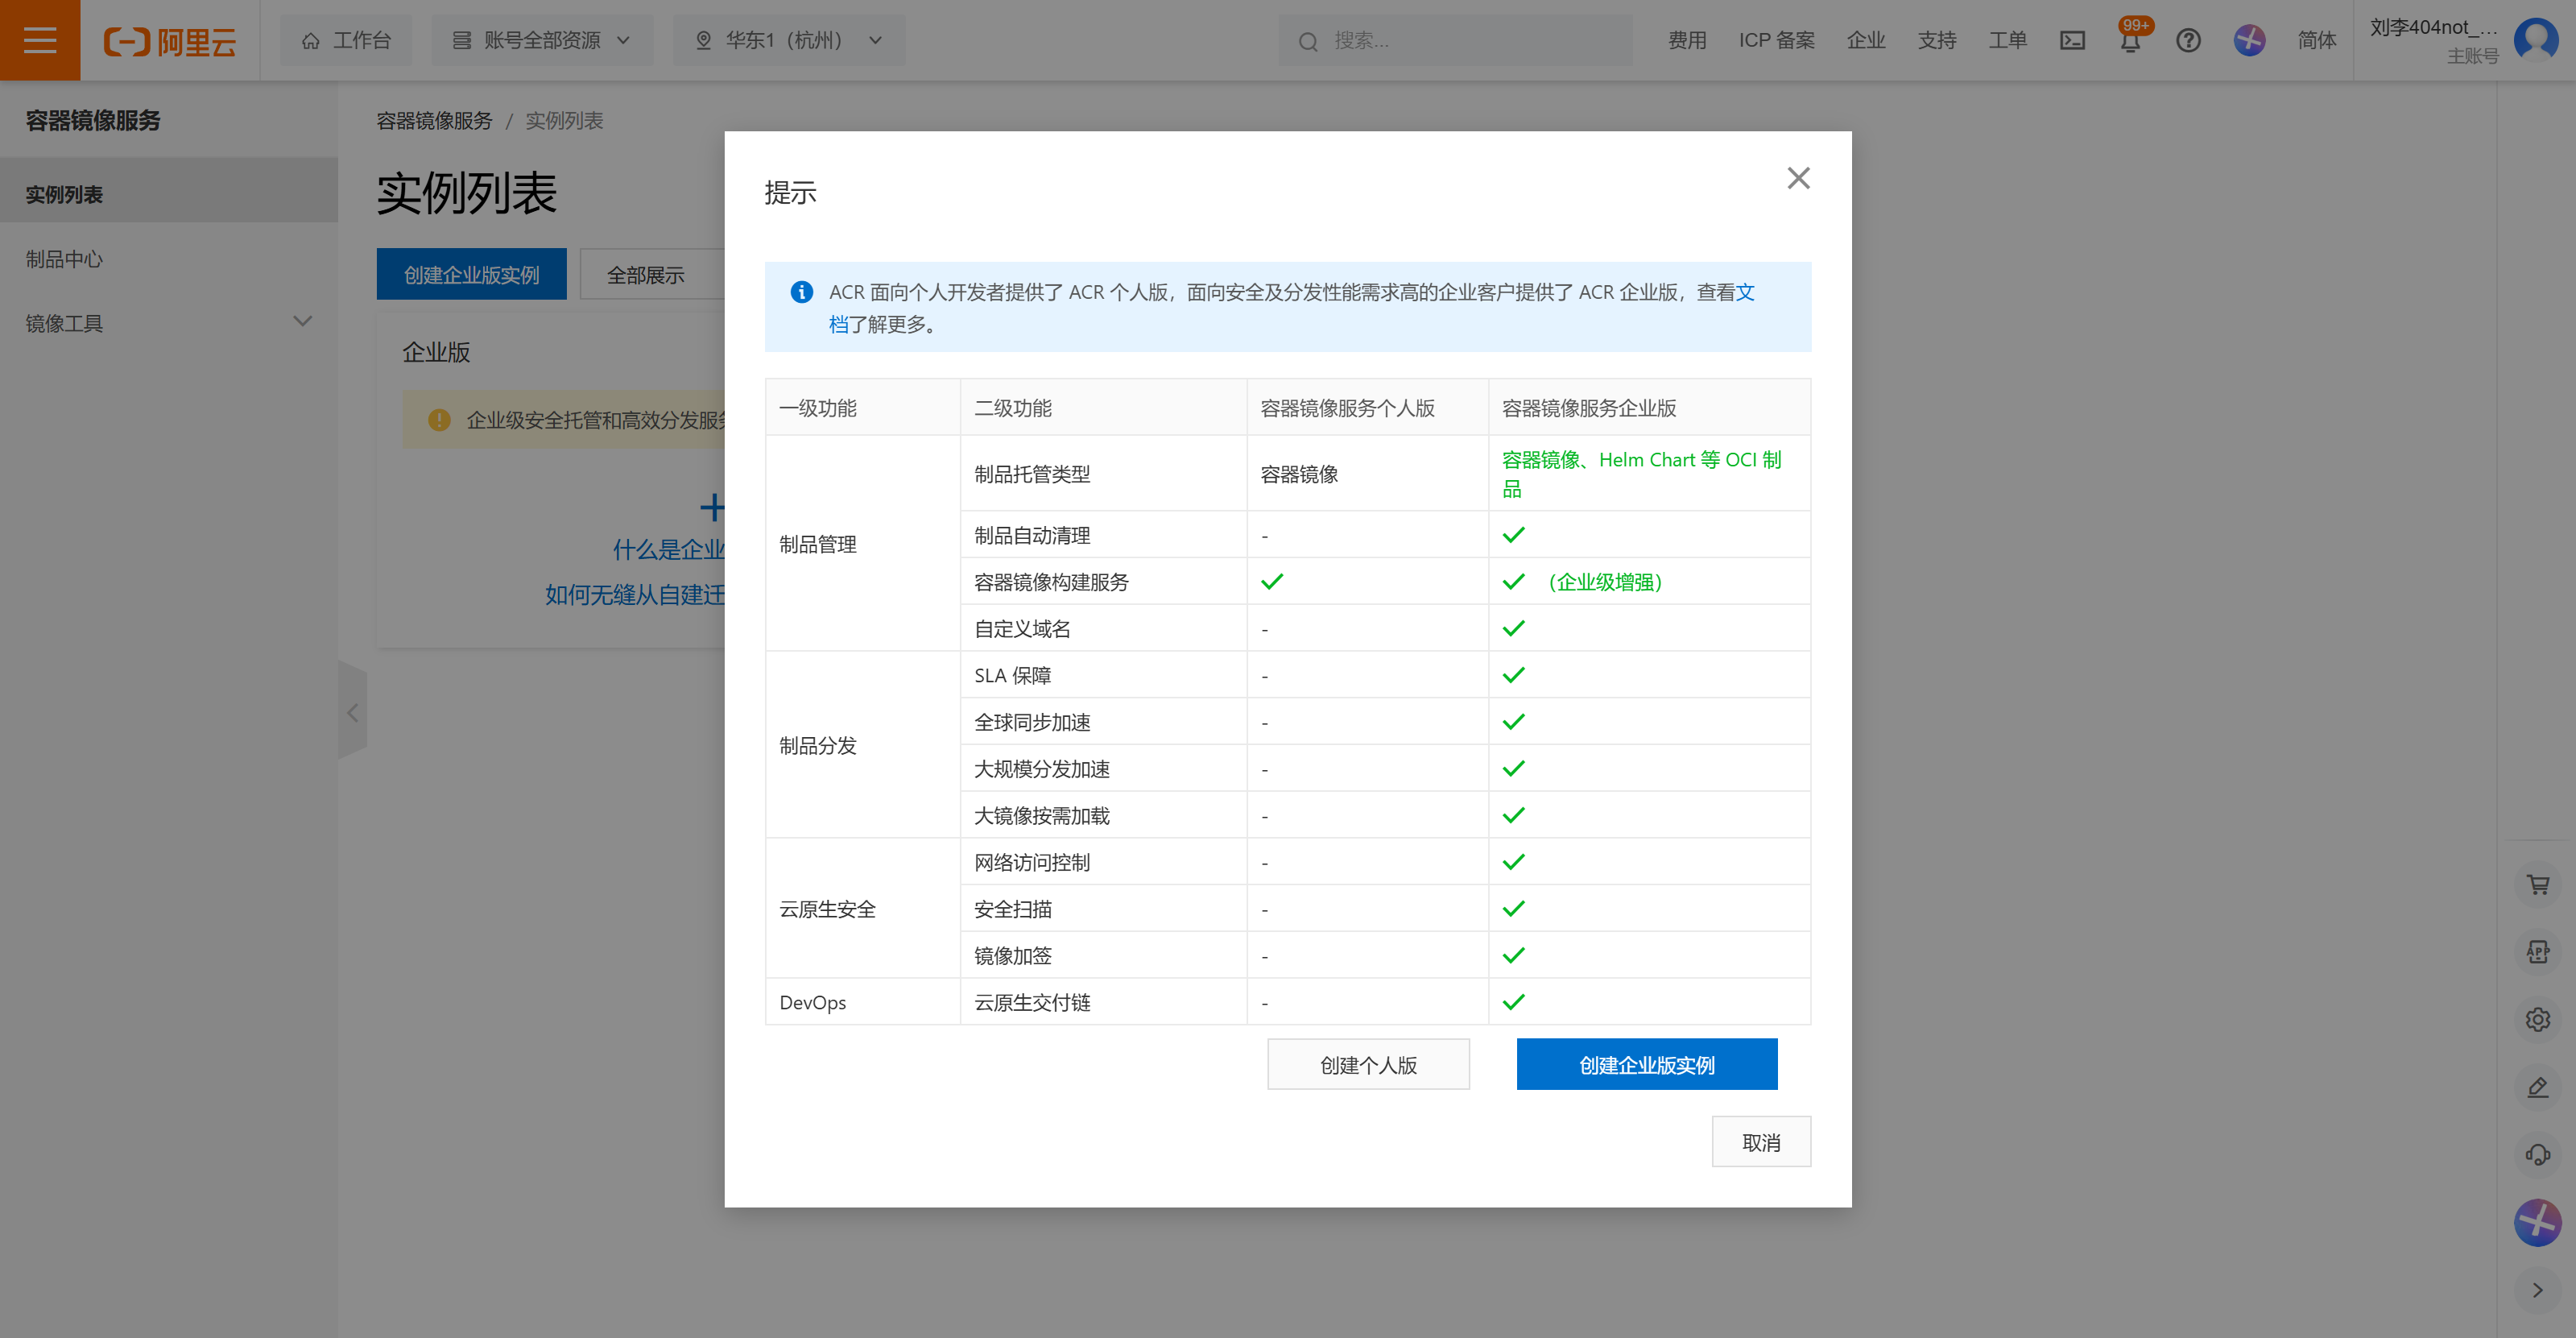 阿里云
工作台
账号全部资源
华东1（杭州）
搜索...
费用
ICP 备案
企业
支持
工单
99+
简体
刘李404not_...
主账号
容器镜像服务
实例列表
制品中心
镜像工具
容器镜像服务 / 实例列表
实例列表
创建企业版实例
全部展示
企业版
企业级安全托管和高效分发服务
什么是企业
如何无缝从自建迁
提示
ACR 面向个人开发者提供了 ACR 个人版，面向安全及分发性能需求高的企业客户提供了 ACR 企业版，查看文
档了解更多。
一级功能 二级功能 容器镜像服务个人版 容器镜像服务企业版
制品管理
制品托管类型 容器镜像 容器镜像、Helm Chart 等 OCI 制
品
制品自动清理 -
容器镜像构建服务 （企业级增强）
自定义域名 -
制品分发
SLA 保障 -
全球同步加速 -
大规模分发加速 -
大镜像按需加载 -
云原生安全
网络访问控制 -
安全扫描 -
镜像加签 -
DevOps 云原生交付链 -
创建个人版
创建企业版实例
取消
APP